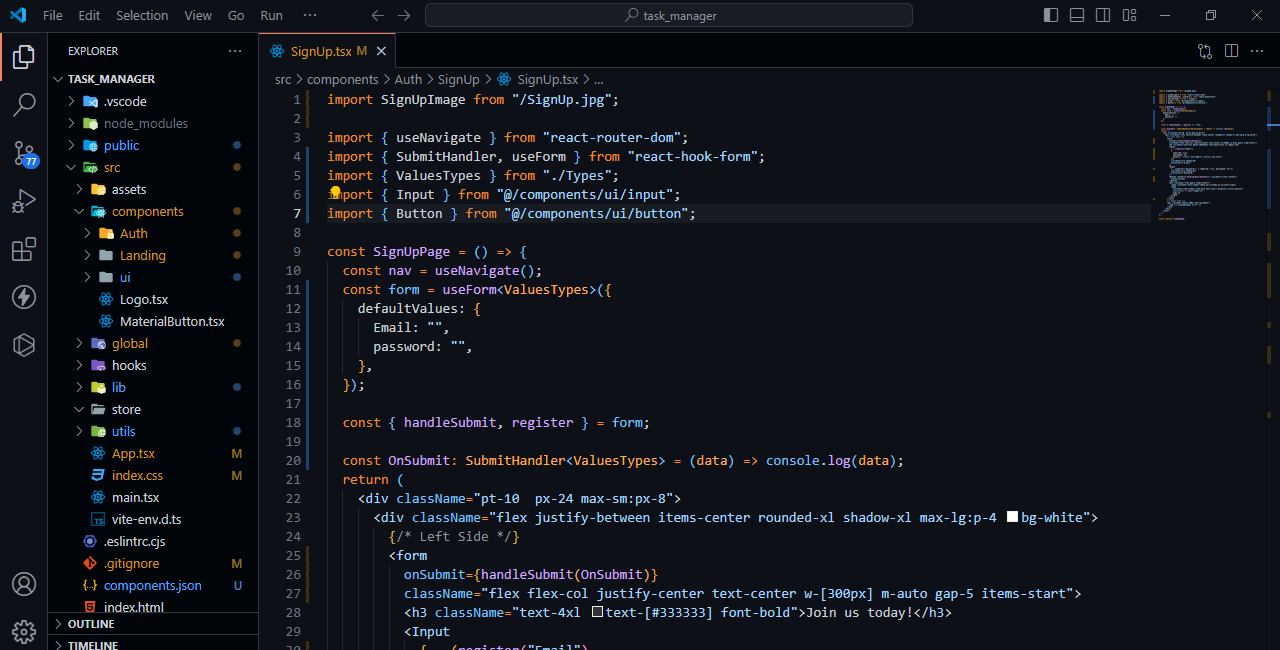 File Edit Selection View Go Run ··· task_manager
EXPLORER ···
TASK_MANAGER
.vscode
node_modules
public
src
assets
components
Auth
Landing
ui
Logo.tsx
MaterialButton.tsx
global
hooks
lib
store
utils
App.tsx M
index.css M
main.tsx
vite-env.d.ts
.eslintrc.cjs
.gitignore M
components.json U
index.html
OUTLINE
TIMELINE
77
SignUp.tsx M
src > components > Auth > SignUp > SignUp.tsx > ...
1 import SignUpImage from "/SignUp.jpg";
2
3 import { useNavigate } from "react-router-dom";
4 import { SubmitHandler, useForm } from "react-hook-form";
5 import { ValuesTypes } from "./Types";
6 import { Input } from "@/components/ui/input";
7 import { Button } from "@/components/ui/button";
8
9 const SignUpPage = () => {
10 const nav = useNavigate();
11 const form = useForm<ValuesTypes>({
12 defaultValues: {
13 Email: "",
14 password: "",
15 },
16 });
17
18 const { handleSubmit, register } = form;
19
20 const OnSubmit: SubmitHandler<ValuesTypes> = (data) => console.log(data);
21 return (
22 <div className="pt-10  px-24 max-sm:px-8">
23 <div className="flex justify-between items-center rounded-xl shadow-xl max-lg:p-4 bg-white">
24 {/* Left Side */}
25 <form
26 onSubmit={handleSubmit(OnSubmit)}
27 className="flex flex-col justify-center text-center w-[300px] m-auto gap-5 items-start">
28 <h3 className="text-4xl text-[#333333] font-bold">Join us today!</h3>
29 <Input
30 {...(register("Email")